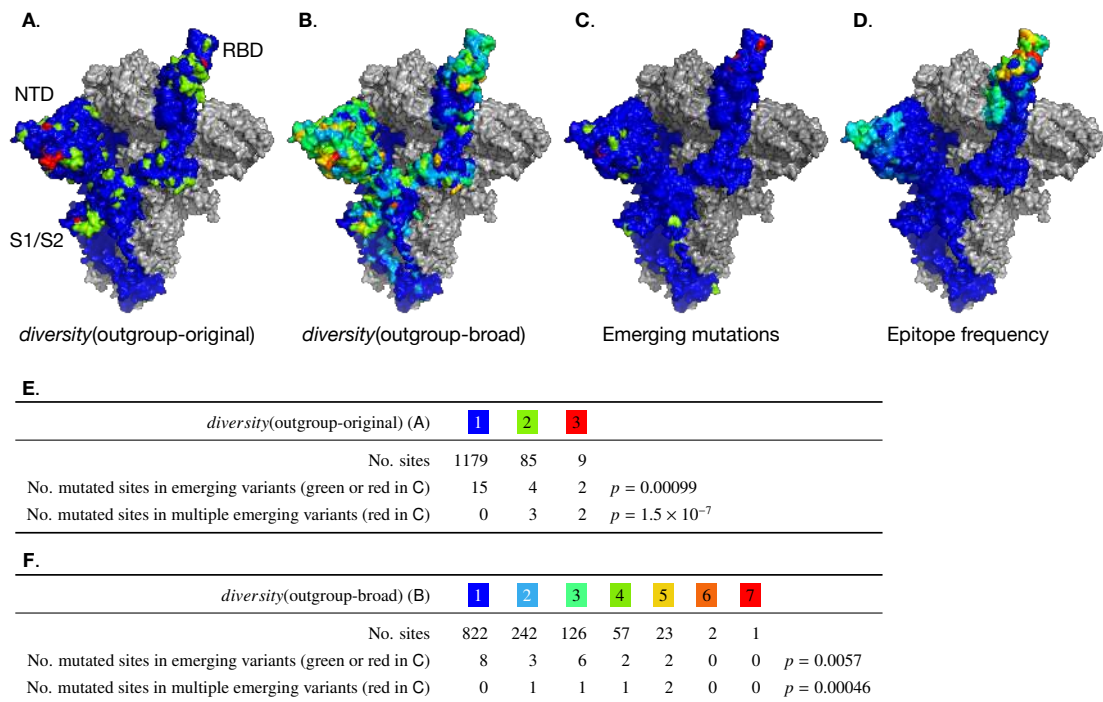 A. B. C. D.
RBD
NTD
S1/S2
diversity(outgroup-original) diversity(outgroup-broad) Emerging mutations Epitope frequency
E.
diversity(outgroup-original) (A) 1 2 3
No. sites 1179 85 9
No. mutated sites in emerging variants (green or red in C) 15 4 2 p = 0.00099
No. mutated sites in multiple emerging variants (red in C) 0 3 2 p = 1.5 × 10⁻⁷
F.
diversity(outgroup-broad) (B) 1 2 3 4 5 6 7
No. sites 822 242 126 57 23 2 1
No. mutated sites in emerging variants (green or red in C) 8 3 6 2 2 0 0 p = 0.0057
No. mutated sites in multiple emerging variants (red in C) 0 1 1 1 2 0 0 p = 0.00046